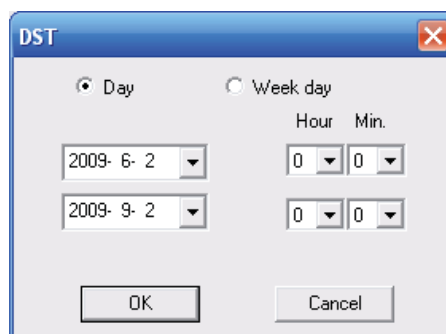 DST
Day Week day
Hour Min.
2009- 6- 2 0 0
2009- 9- 2 0 0
OK Cancel